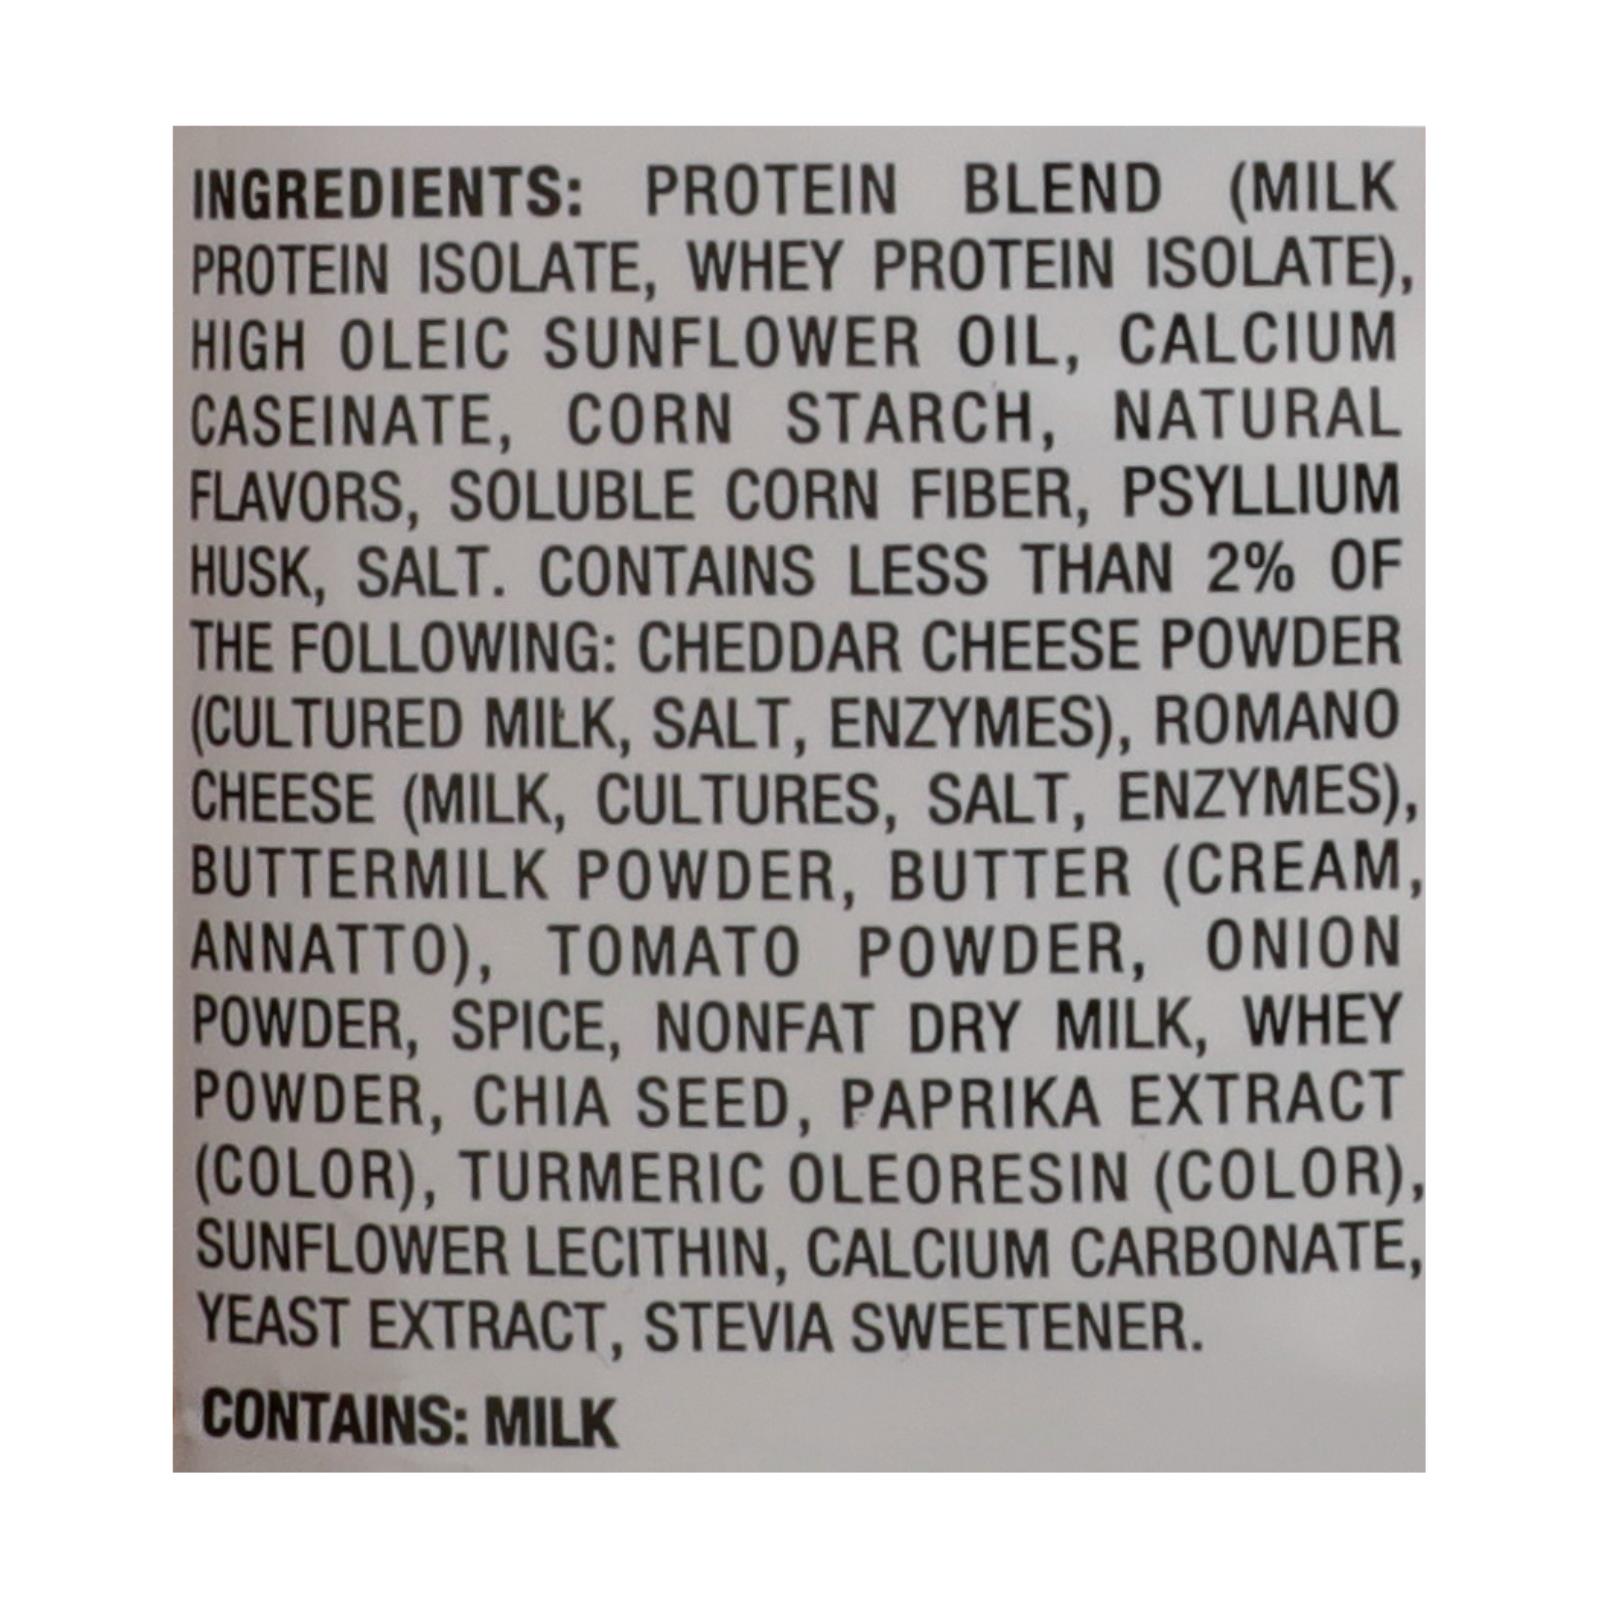 INGREDIENTS: PROTEIN BLEND (MILK
PROTEIN ISOLATE, WHEY PROTEIN ISOLATE),
HIGH OLEIC SUNFLOWER OIL, CALCIUM
CASEINATE, CORN STARCH, NATURAL
FLAVORS, SOLUBLE CORN FIBER, PSYLLIUM
HUSK, SALT. CONTAINS LESS THAN 2% OF
THE FOLLOWING: CHEDDAR CHEESE POWDER
(CULTURED MILK, SALT, ENZYMES), ROMANO
CHEESE (MILK, CULTURES, SALT, ENZYMES),
BUTTERMILK POWDER, BUTTER (CREAM,
ANNATTO), TOMATO POWDER, ONION
POWDER, SPICE, NONFAT DRY MILK, WHEY
POWDER, CHIA SEED, PAPRIKA EXTRACT
(COLOR), TURMERIC OLEORESIN (COLOR),
SUNFLOWER LECITHIN, CALCIUM CARBONATE,
YEAST EXTRACT, STEVIA SWEETENER.
CONTAINS: MILK